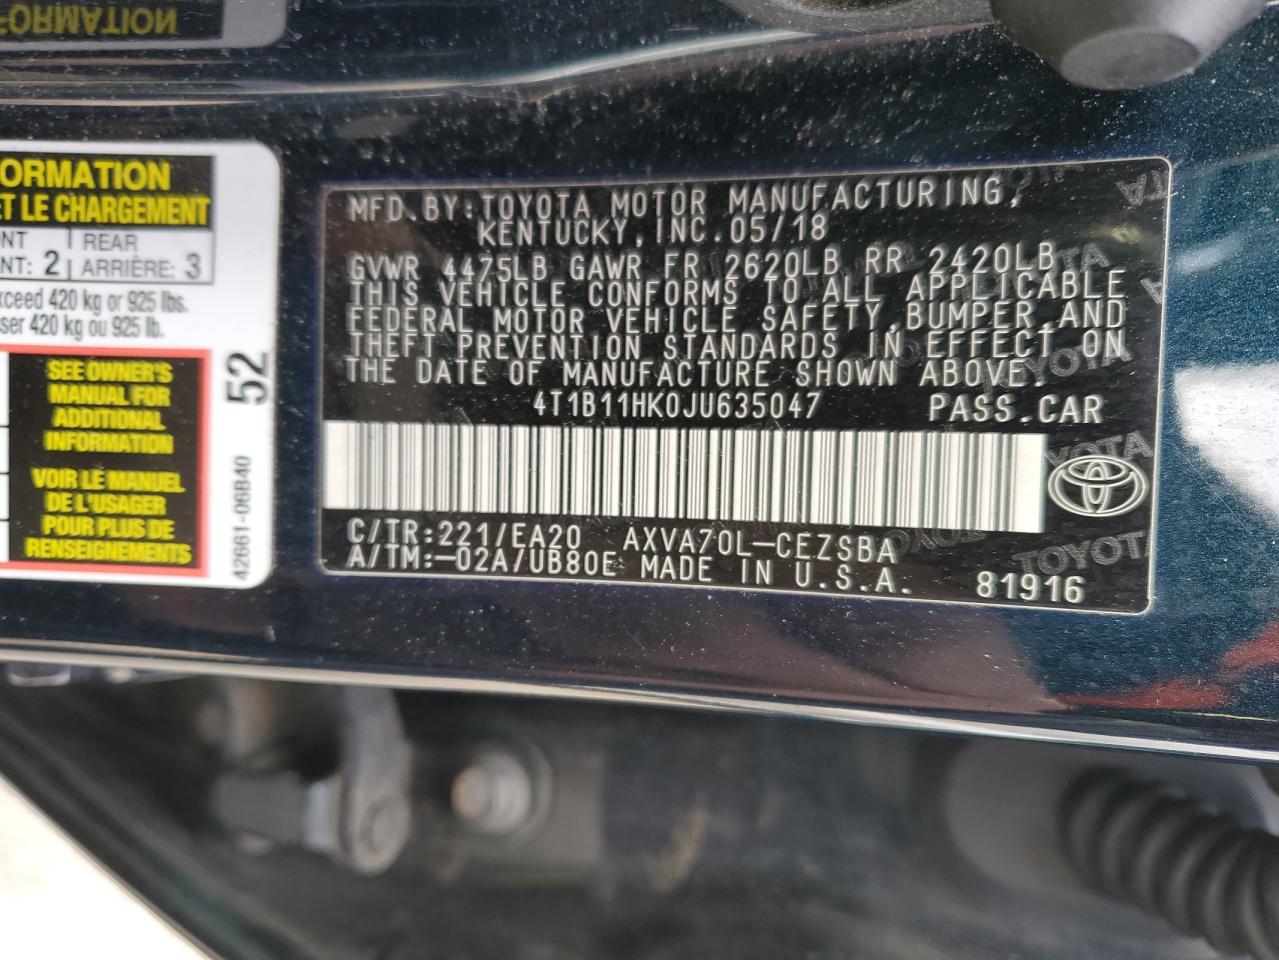 FORMATION
ORMATION
ET LE CHARGEMENT
NT 2 REAR 3
NT: ARRIÈRE:
xceed 420 kg or 925 lbs.
ser 420 kg ou 925 lb.
SEE OWNER'S
MANUAL FOR
ADDITIONAL
INFORMATION
VOIR LE MANUEL
DE L'USAGER
POUR PLUS DE
RENSEIGNEMENTS
52
42661-06B40
MFD.BY:TOYOTA MOTOR MANUFACTURING,
KENTUCKY,INC.05/18
GVWR 4475LB GAWR FR 2620LB RR 2420LB
THIS VEHICLE CONFORMS TO ALL APPLICABLE
FEDERAL MOTOR VEHICLE SAFETY,BUMPER,AND
THEFT PREVENTION STANDARDS IN EFFECT ON
THE DATE OF MANUFACTURE SHOWN ABOVE.
4T1B11HK0JU635047 PASS.CAR
C/TR:221/EA20 AXVA70L-CEZSBA
A/TM:-02A/UB80E MADE IN U.S.A. 81916
TOYOTA